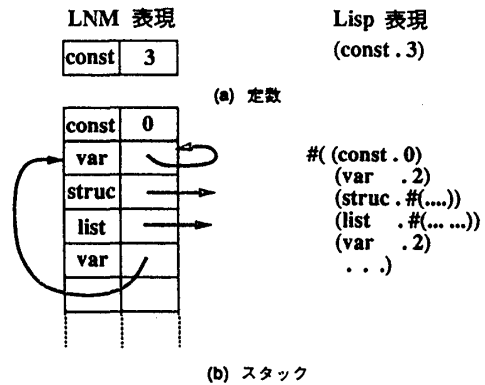 LNM 表現 Lisp 表現
const 3 (const . 3)
(a) 定数
const 0
var
struc
list
var
#( (const . 0)
(var . 2)
(struc . #(....))
(list . #(... ...))
(var . 2)
. . .)
(b) スタック